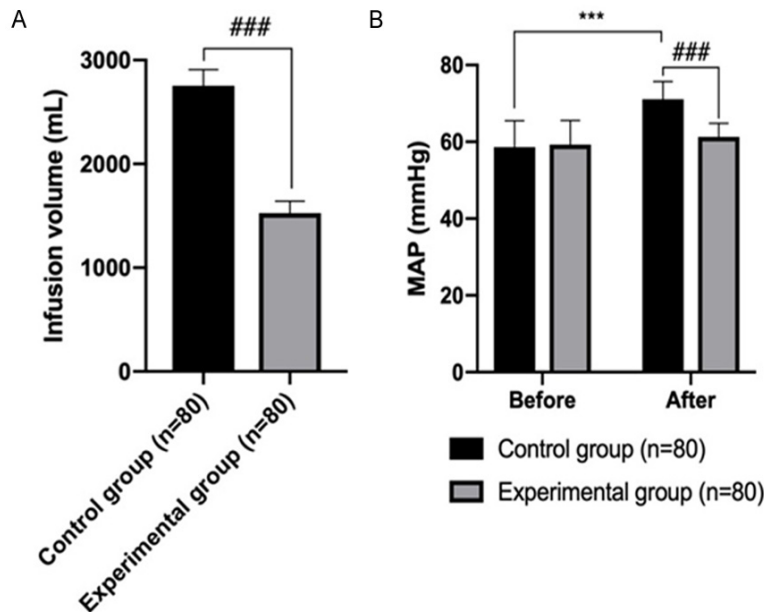 A
###
Infusion volume (mL)
3000
2000
1000
0
Control group (n=80)
Experimental group (n=80)
B
***
###
MAP (mmHg)
80
60
40
20
0
Before
After
Control group (n=80)
Experimental group (n=80)